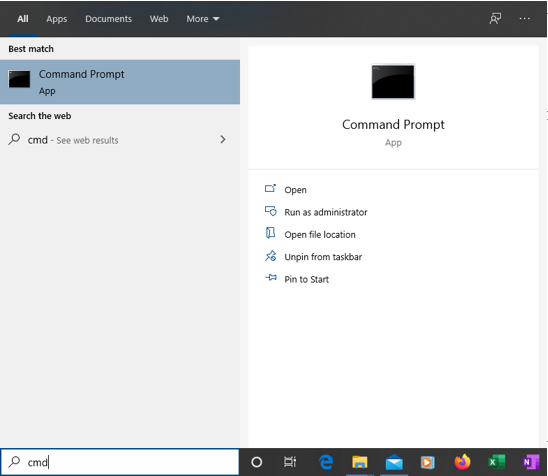 All Apps Documents Web More
Best match
Command Prompt
App
Search the web
cmd - See web results
Command Prompt
App
Open
Run as administrator
Open file location
Unpin from taskbar
Pin to Start
cmd